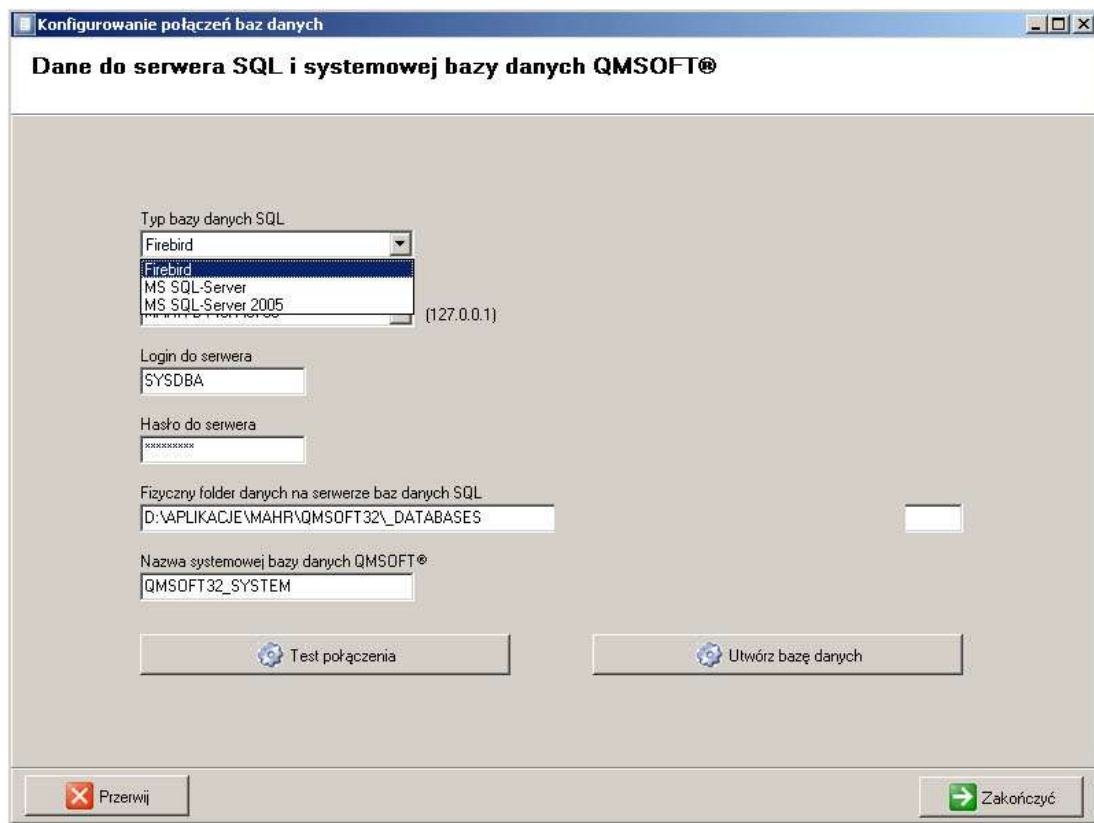 Konfigurowanie połączeń baz danych
Dane do serwera SQL i systemowej bazy danych QMSOFT®
Typ bazy danych SQL
Firebird
Firebird
MS SQL-Server
MS SQL-Server 2005
(127.0.0.1)
Login do serwera
SYSDBA
Hasło do serwera
*********
Fizyczny folder danych na serwerze baz danych SQL
D:\APLIKACJE\MAHR\QMSOFT32\_DATABASES
Nazwa systemowej bazy danych QMSOFT®
QMSOFT32_SYSTEM
Test połączenia Utwórz bazę danych
Przerwij Zakończyć